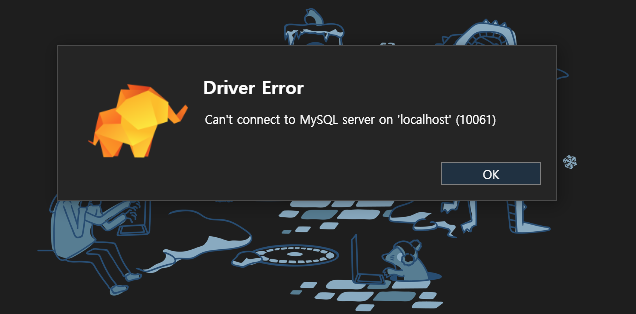 Driver Error
Can't connect to MySQL server on 'localhost' (10061)
OK